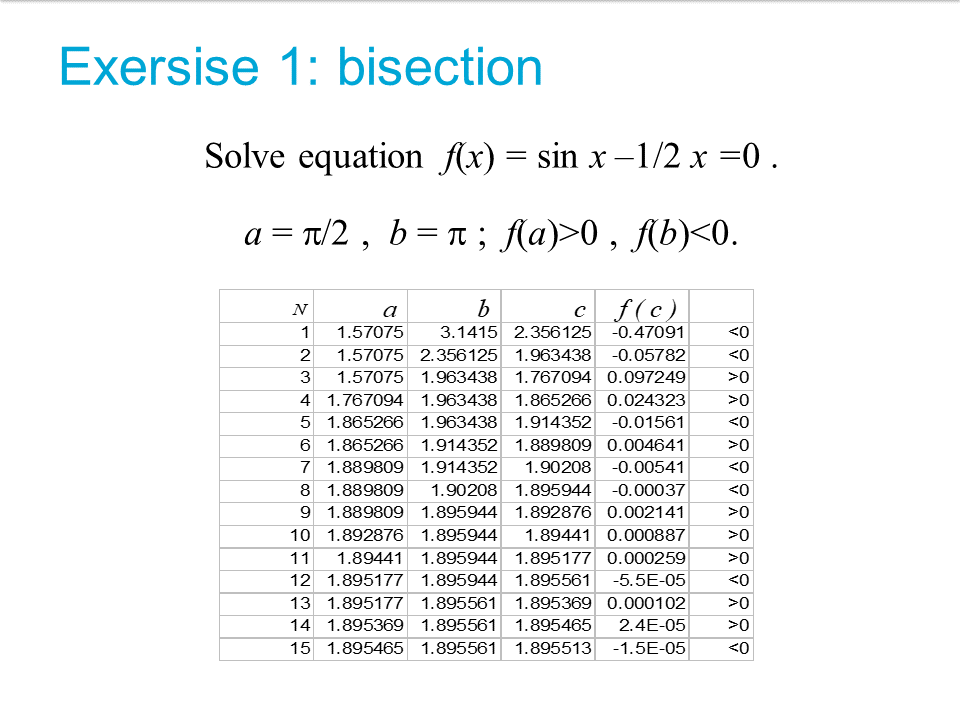 Exersise 1: bisection
Solve equation f(x) = sin x –1/2 x =0 .
a = π/2 , b = π ; f(a)>0 , f(b)<0.
N a b c f ( c )
1 1.57075 3.1415 2.356125 -0.47091 <0
2 1.57075 2.356125 1.963438 -0.05782 <0
3 1.57075 1.963438 1.767094 0.097249 >0
4 1.767094 1.963438 1.865266 0.024323 >0
5 1.865266 1.963438 1.914352 -0.01561 <0
6 1.865266 1.914352 1.889809 0.004641 >0
7 1.889809 1.914352 1.90208 -0.00541 <0
8 1.889809 1.90208 1.895944 -0.00037 <0
9 1.889809 1.895944 1.892876 0.002141 >0
10 1.892876 1.895944 1.89441 0.000887 >0
11 1.89441 1.895944 1.895177 0.000259 >0
12 1.895177 1.895944 1.895561 -5.5E-05 <0
13 1.895177 1.895561 1.895369 0.000102 >0
14 1.895369 1.895561 1.895465 2.4E-05 >0
15 1.895465 1.895561 1.895513 -1.5E-05 <0